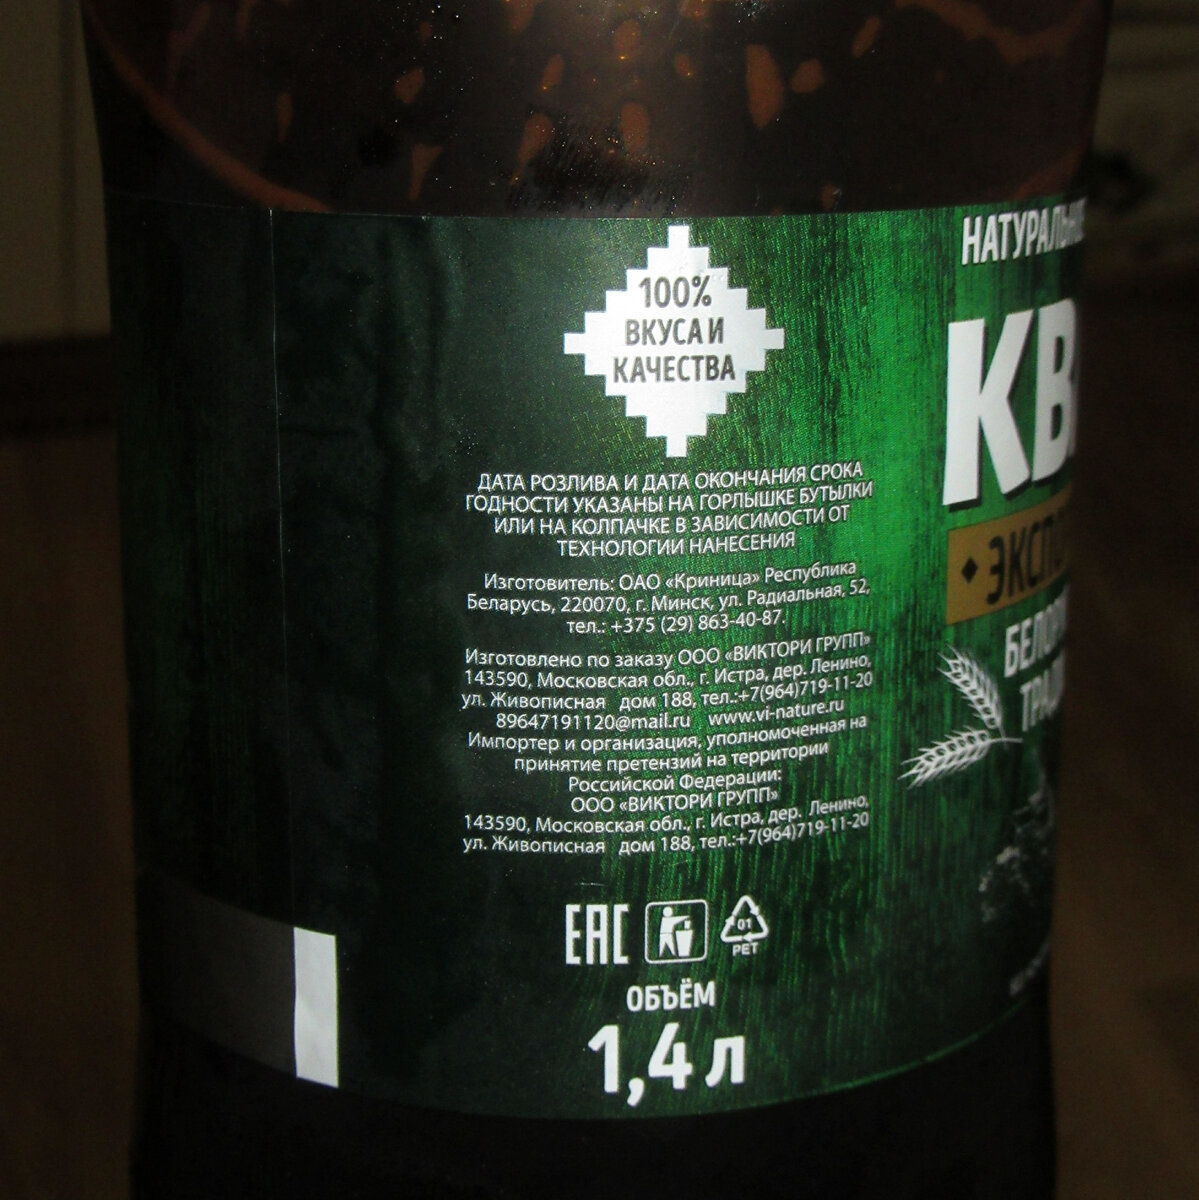 100%
ВКУСА И
КАЧЕСТВА
ДАТА РОЗЛИВА И ДАТА ОКОНЧАНИЯ СРОКА
ГОДНОСТИ УКАЗАНЫ НА ГОРЛЫШКЕ БУТЫЛКИ
ИЛИ НА КОЛПАЧКЕ В ЗАВИСИМОСТИ ОТ
ТЕХНОЛОГИИ НАНЕСЕНИЯ
Изготовитель: ОАО «Криница» Республика
Беларусь, 220070, г. Минск, ул. Радиальная, 52,
тел.: +375 (29) 863-40-87.
Изготовлено по заказу ООО «ВИКТОРИ ГРУПП»
143590, Московская обл., г. Истра, дер. Ленино,
ул. Живописная дом 188, тел.:+7(964)719-11-20
89647191120@mail.ru www.vi-nature.ru
Импортер и организация, уполномоченная на
принятие претензий на территории
Российской Федерации:
ООО «ВИКТОРИ ГРУПП»
143590, Московская обл., г. Истра, дер. Ленино,
ул. Живописная дом 188, тел.:+7(964)719-11-20
EAC
01
PET
ОБЪЁМ
1,4 л
НАТУРАЛЬН
КВ
ЭКСП
БЕЛОР
ТРАД